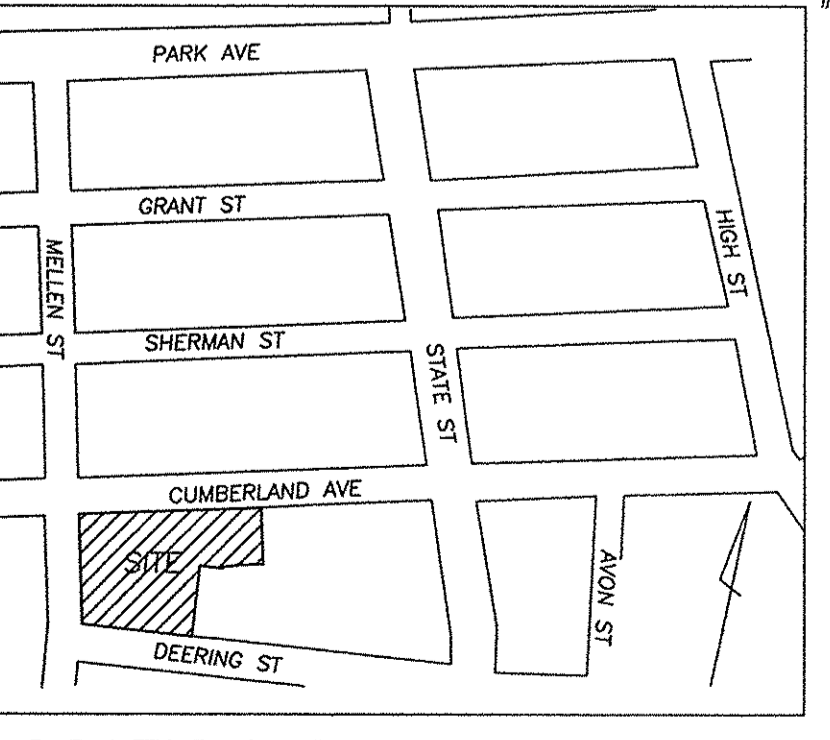 PARK AVE
GRANT ST
HIGH ST
MELLEN ST
SHERMAN ST
STATE ST
CUMBERLAND AVE
SITE
AVON ST
DEERING ST